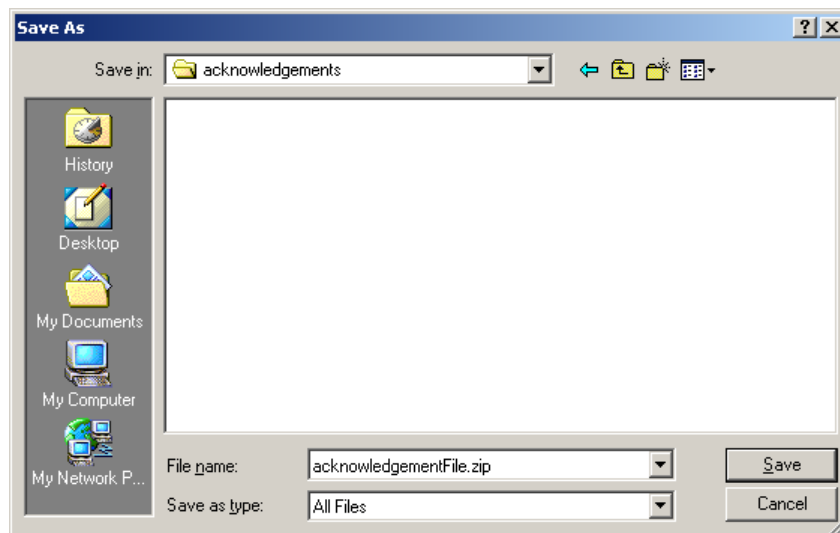 Save As
Save in: acknowledgements
History
Desktop
My Documents
My Computer
My Network P...
File name: acknowledgementFile.zip Save
Save as type: All Files Cancel